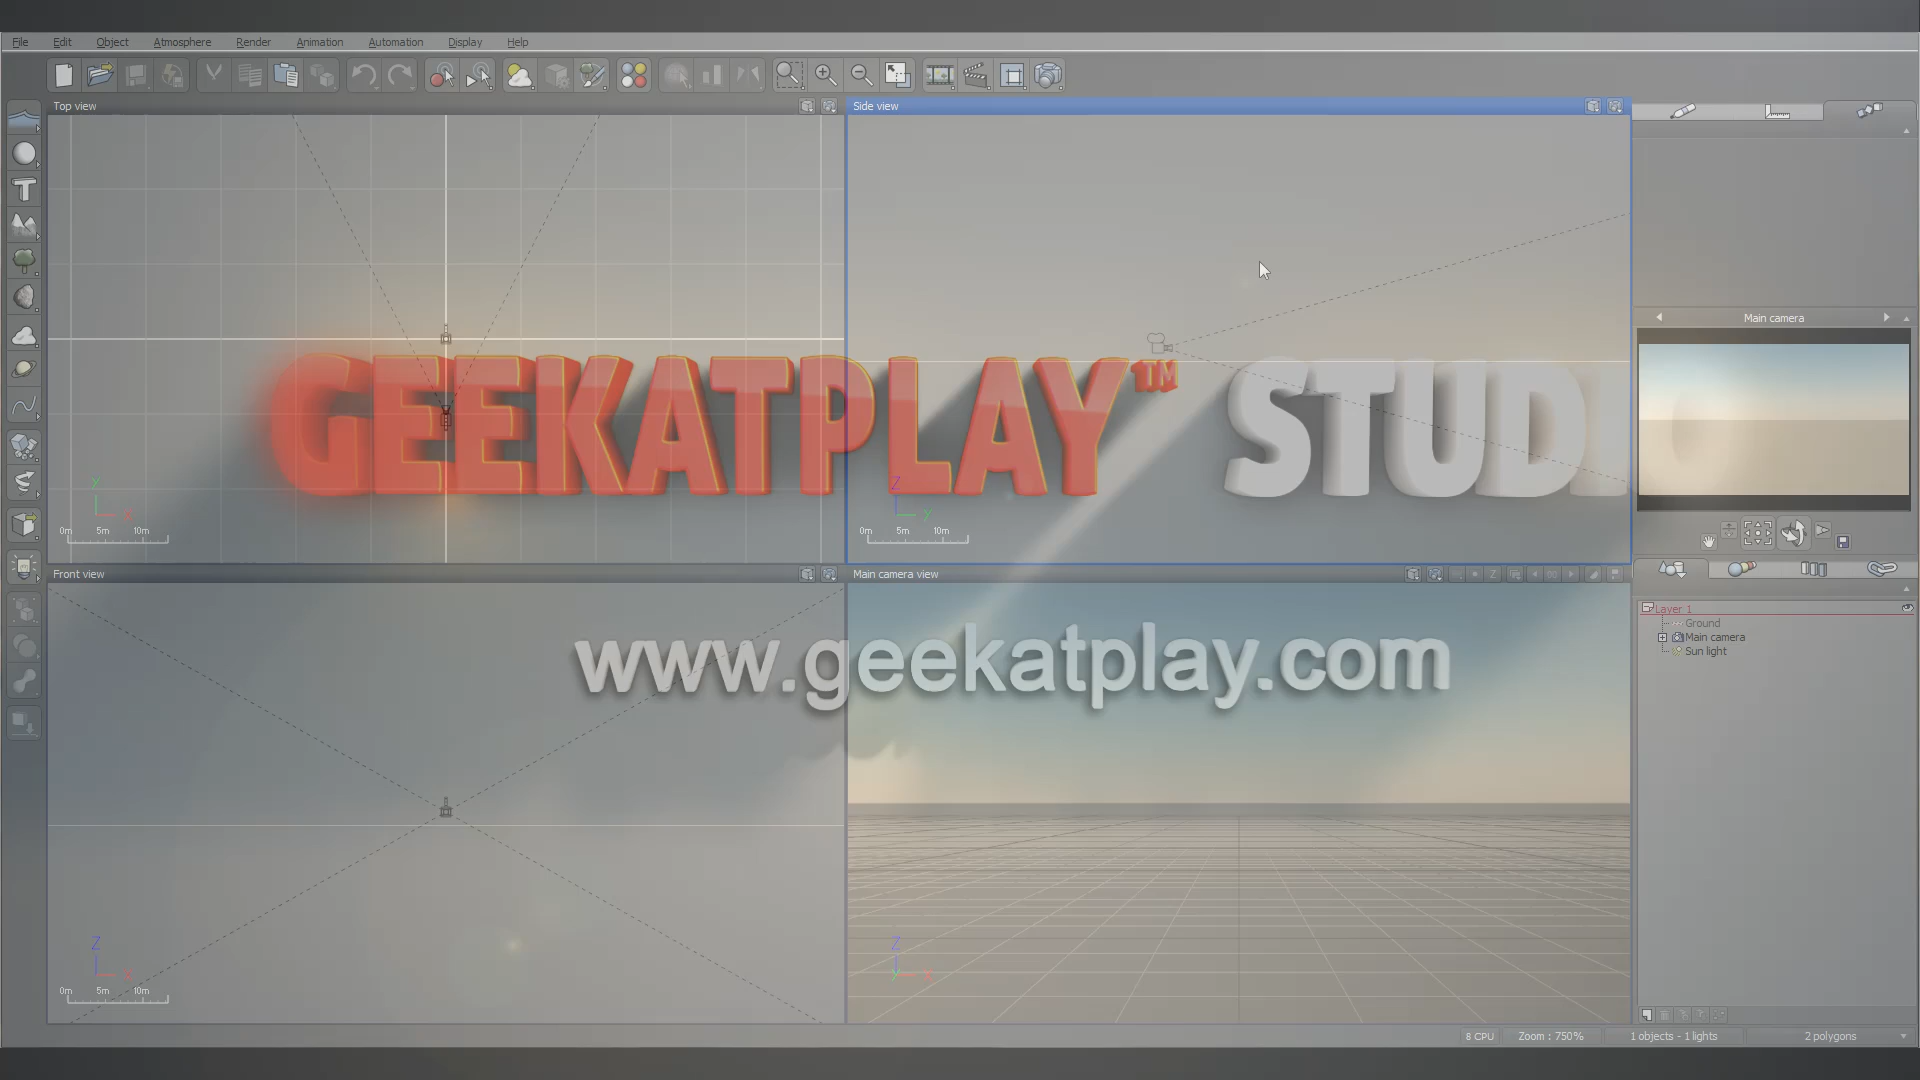 File Edit Object Atmosphere Render Animation Automation Display Help
Top view
Side view
Main camera
GEEKATPLAY™ STUDI
Y
X
0m 5m 10m
Z
Y
0m 5m 10m
Front view
Main camera view
Layer 1
Ground
Main camera
Sun light
www.geekatplay.com
Z
X
0m 5m 10m
Z
Y X
8 CPU Zoom : 750% 1 objects - 1 lights 2 polygons